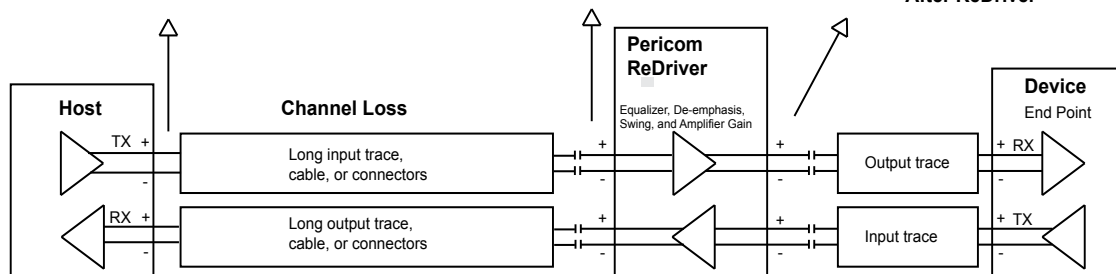 After ReDriver
Pericom
ReDriver
Equalizer, De-emphasis,
Swing, and Amplifier Gain
Host
Channel Loss
Device
End Point
TX + -
Long input trace,
cable, or connectors
+ -
+ -
Output trace
+ RX -
RX + -
Long output trace,
cable, or connectors
+ -
+ -
Input trace
+ TX -